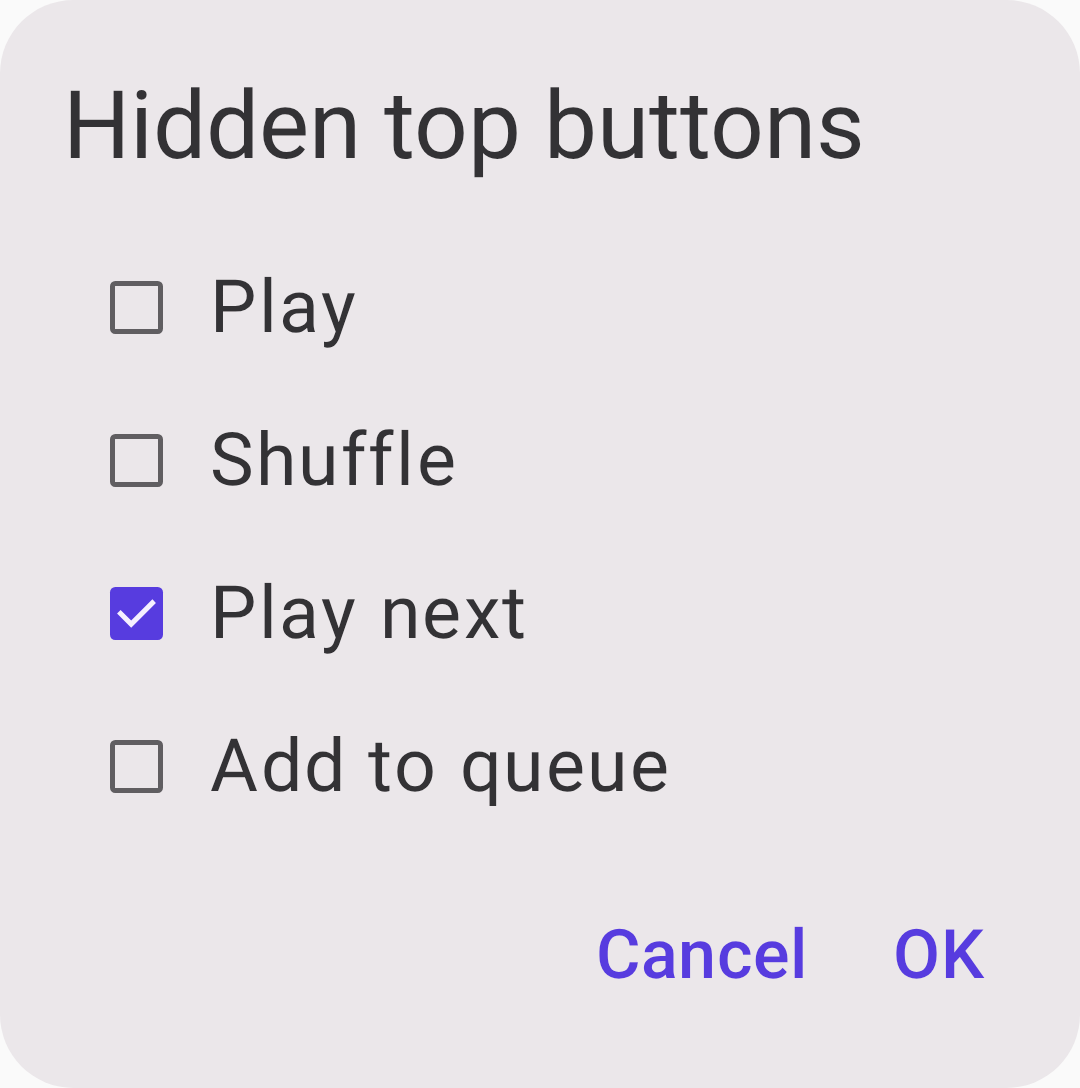 Hidden top buttons
Play
Shuffle
Play next
Add to queue
Cancel OK